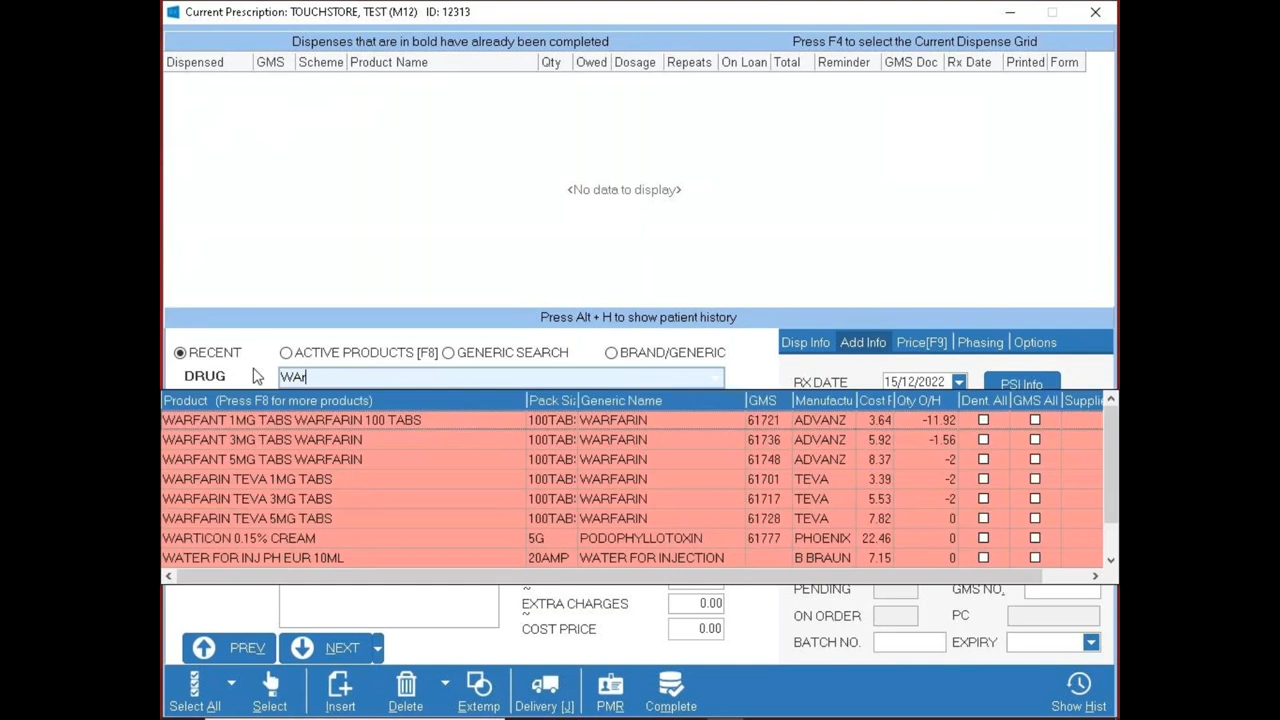 Current Prescription: TOUCHSTORE, TEST (M12) ID: 12313
Dispenses that are in bold have already been completed Press F4 to select the Current Dispense Grid
Dispensed GMS Scheme Product Name Qty Owed Dosage Repeats On Loan Total Reminder GMS Doc Rx Date Printed Form
<No data to display>
Press Alt + H to show patient history
RECENT ACTIVE PRODUCTS [F8] GENERIC SEARCH BRAND/GENERIC
Disp Info Add Info Price[F9] Phasing Options
DRUG WAr
RX DATE 15/12/2022 PSI Info
Product (Press F8 for more products) Pack Siz Generic Name GMS Manufactu Cost F Qty O/H Dent. All GMS All Supplie
WARFANT 1MG TABS WARFARIN 100 TABS 100TABS WARFARIN 61721 ADVANZ 3.64 -11.92
WARFANT 3MG TABS WARFARIN 100TABS WARFARIN 61736 ADVANZ 5.92 -1.56
WARFANT 5MG TABS WARFARIN 100TABS WARFARIN 61748 ADVANZ 8.37 -2
WARFARIN TEVA 1MG TABS 100TABS WARFARIN 61701 TEVA 3.39 -2
WARFARIN TEVA 3MG TABS 100TABS WARFARIN 61717 TEVA 5.53 -2
WARFARIN TEVA 5MG TABS 100TABS WARFARIN 61728 TEVA 7.82 0
WARTICON 0.15% CREAM 5G PODOPHYLLOTOXIN 61777 PHOENIX 22.46 0
WATER FOR INJ PH EUR 10ML 20AMP WATER FOR INJECTION B BRAUN 7.15 0
PENDING GMS NO.
EXTRA CHARGES 0.00
ON ORDER PC
COST PRICE 0.00
BATCH NO. EXPIRY
PREV NEXT
Select All Select Insert Delete Extemp Delivery [J] PMR Complete Show Hist